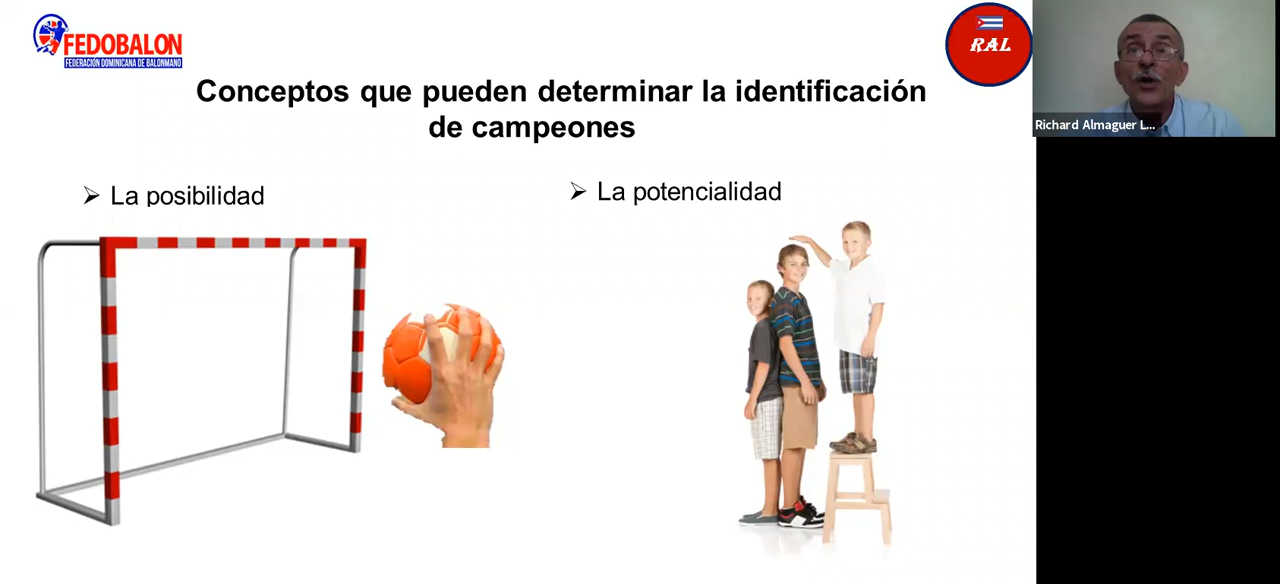 FEDOBALON
FEDERACIÓN DOMINICANA DE BALONMANO
RAL
Richard Almaguer L...
Conceptos que pueden determinar la identificación
de campeones
➢ La posibilidad
➢ La potencialidad